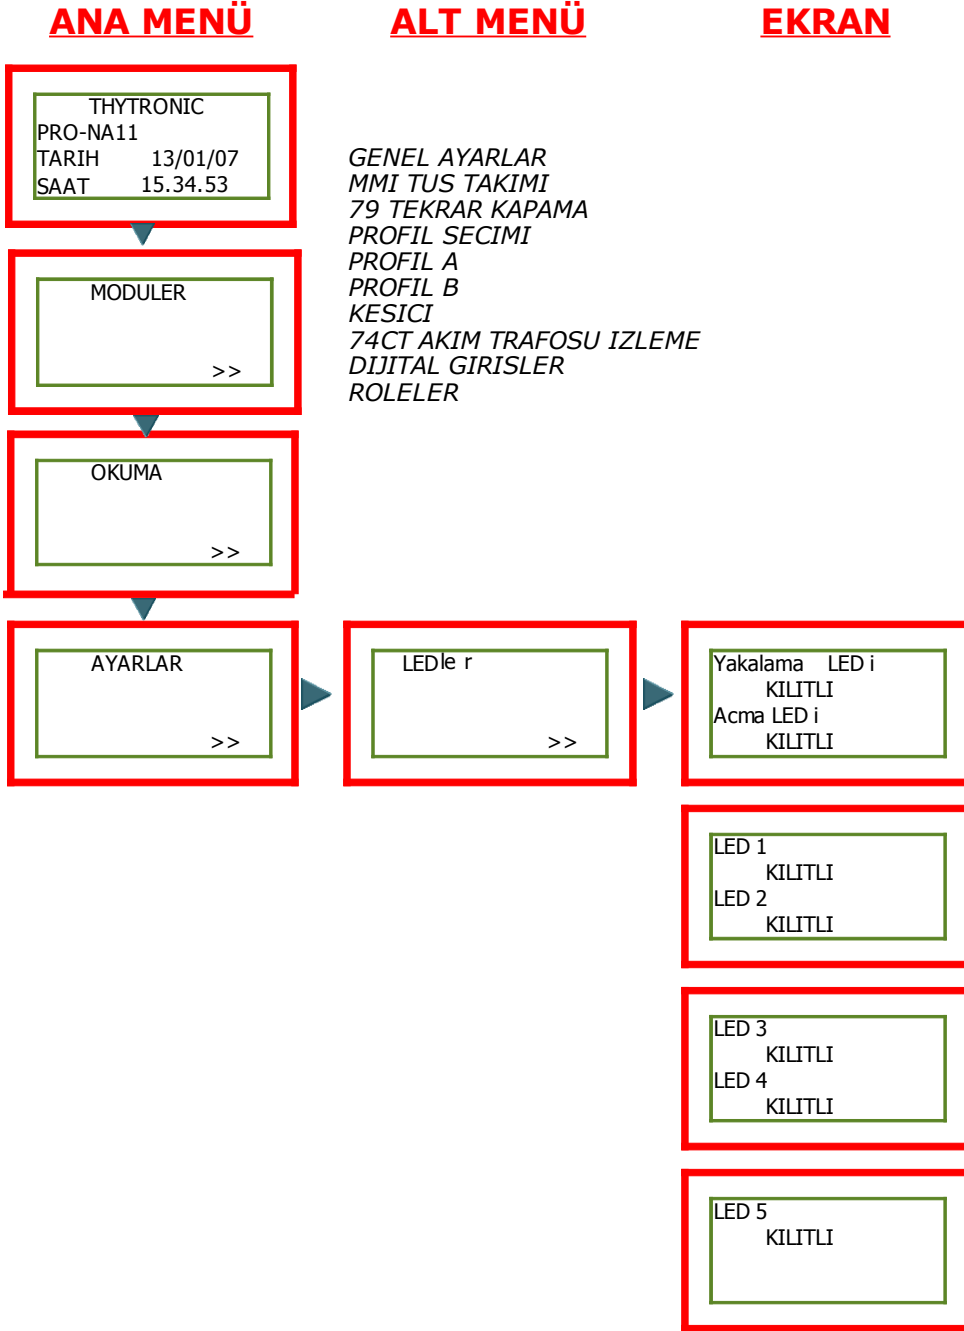 ANA MENÜ
ALT MENÜ
EKRAN
THYTRONIC
PRO-NA11
TARIH 13/01/07
SAAT 15.34.53
GENEL AYARLAR
MMI TUS TAKIMI
79 TEKRAR KAPAMA
PROFIL SECIMI
PROFIL A
PROFIL B
KESICI
74CT AKIM TRAFOSU IZLEME
DIJITAL GIRISLER
ROLELER
MODULER
>>
OKUMA
>>
AYARLAR
>>
LEDle r
>>
Yakalama LED i
KILITLI
Acma LED i
KILITLI
LED 1
KILITLI
LED 2
KILITLI
LED 3
KILITLI
LED 4
KILITLI
LED 5
KILITLI